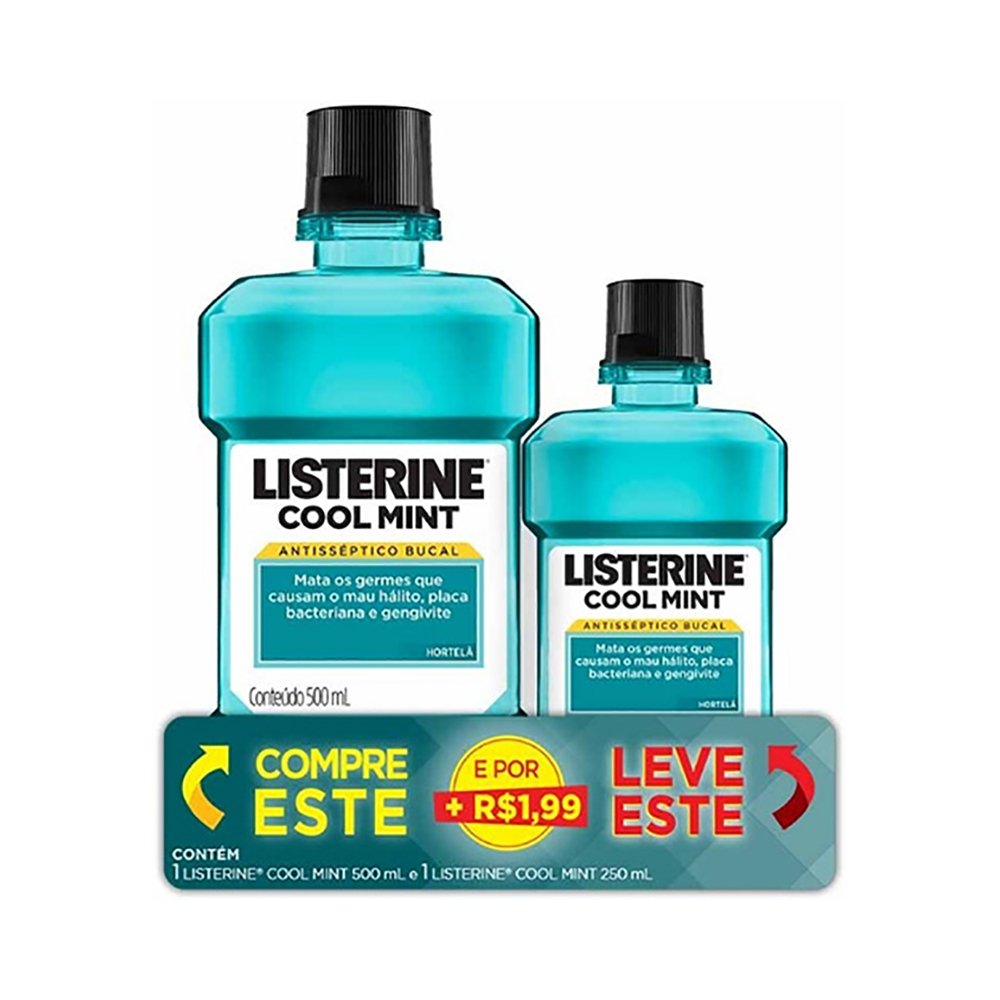 LISTERINE®
COOL MINT
ANTISSÉPTICO BUCAL
Mata os germes que
causam o mau hálito, placa
bacteriana e gengivite
HORTELÃ
Conteúdo 500 mL
LISTERINE®
COOL MINT
ANTISSÉPTICO BUCAL
Mata os germes que
causam o mau hálito, placa
bacteriana e gengivite
HORTELÃ
COMPRE
ESTE
E POR
+ R$1,99
LEVE
ESTE
CONTÉM
1 LISTERINE® COOL MINT 500 mL e 1 LISTERINE® COOL MINT 250 mL